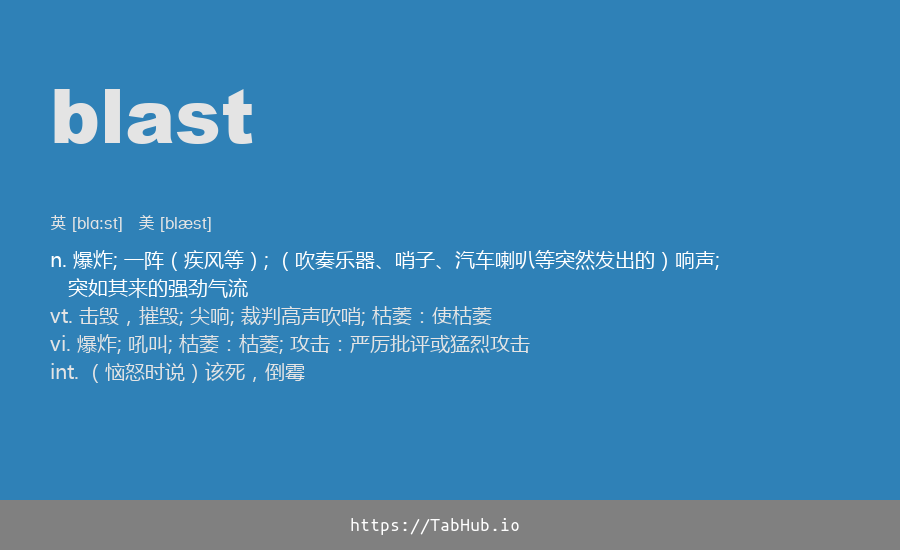 blast
英 [blɑːst] 美 [blæst]
n. 爆炸; 一阵（疾风等）; （吹奏乐器、哨子、汽车喇叭等突然发出的）响声;
突如其来的强劲气流
vt. 击毁，摧毁; 尖响; 裁判高声吹哨; 枯萎：使枯萎
vi. 爆炸; 吼叫; 枯萎：枯萎; 攻击：严厉批评或猛烈攻击
int. （恼怒时说）该死，倒霉
https://TabHub.io